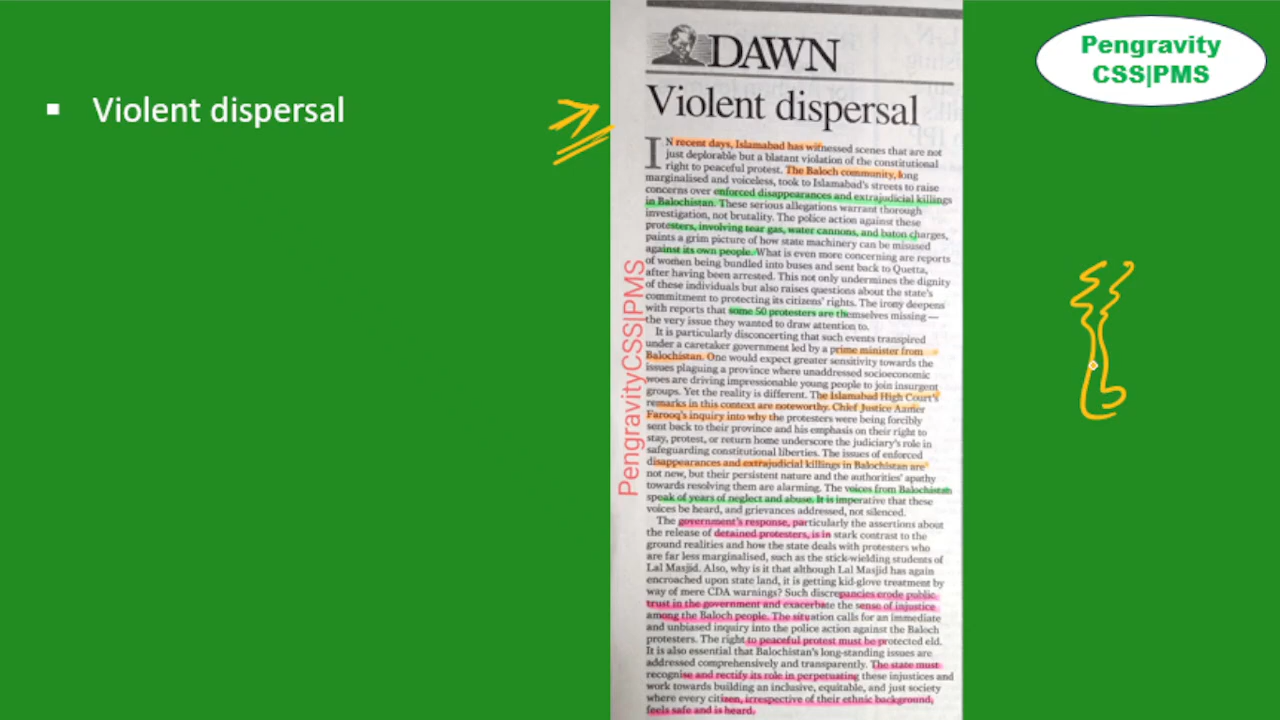 ▪ Violent dispersal
Pengravity
CSS|PMS
DAWN
Violent dispersal
IN recent days, Islamabad has witnessed scenes that are not
just deplorable but a blatant violation of the constitutional
right to peaceful protest. The Baloch community, long
marginalised and voiceless, took to Islamabad's streets to raise
concerns over enforced disappearances and extrajudicial killings
in Balochistan. These serious allegations warrant thorough
investigation, not brutality. The police action against these
protesters, involving tear gas, water cannons, and baton charges,
paints a grim picture of how state machinery can be misused
against its own people. What is even more concerning are reports
of women being bundled into buses and sent back to Quetta,
after having been arrested. This not only undermines the dignity
of these individuals but also raises questions about the state's
commitment to protecting its citizens' rights. The irony deepens
with reports that some 50 protesters are themselves missing —
the very issue they wanted to draw attention to.
It is particularly disconcerting that such events transpired
under a caretaker government led by a prime minister from
Balochistan. One would expect greater sensitivity towards the
issues plaguing a province where unaddressed socioeconomic
woes are driving impressionable young people to join insurgent
groups. Yet the reality is different. The Islamabad High Court's
remarks in this context are noteworthy. Chief Justice Aamer
Farooq's inquiry into why the protesters were being forcibly
sent back to their province and his emphasis on their right to
stay, protest, or return home underscore the judiciary's role in
safeguarding constitutional liberties. The issues of enforced
disappearances and extrajudicial killings in Balochistan are
not new, but their persistent nature and the authorities' apathy
towards resolving them are alarming. The voices from Balochistan
speak of years of neglect and abuse. It is imperative that these
voices be heard, and grievances addressed, not silenced.
The government's response, particularly the assertions about
the release of detained protesters, is in stark contrast to the
ground realities and how the state deals with protesters who
are far less marginalised, such as the stick-wielding students of
Lal Masjid. Also, why is it that although Lal Masjid has again
encroached upon state land, it is getting kid-glove treatment by
way of mere CDA warnings? Such discrepancies erode public
trust in the government and exacerbate the sense of injustice
among the Baloch people. The situation calls for an immediate
and unbiased inquiry into the police action against the Baloch
protesters. The right to peaceful protest must be protected eld.
It is also essential that Balochistan's long-standing issues are
addressed comprehensively and transparently. The state must
recognise and rectify its role in perpetuating these injustices and
work towards building an inclusive, equitable, and just society
where every citizen, irrespective of their ethnic background,
feels safe and is heard.
PengravityCSS|PMS